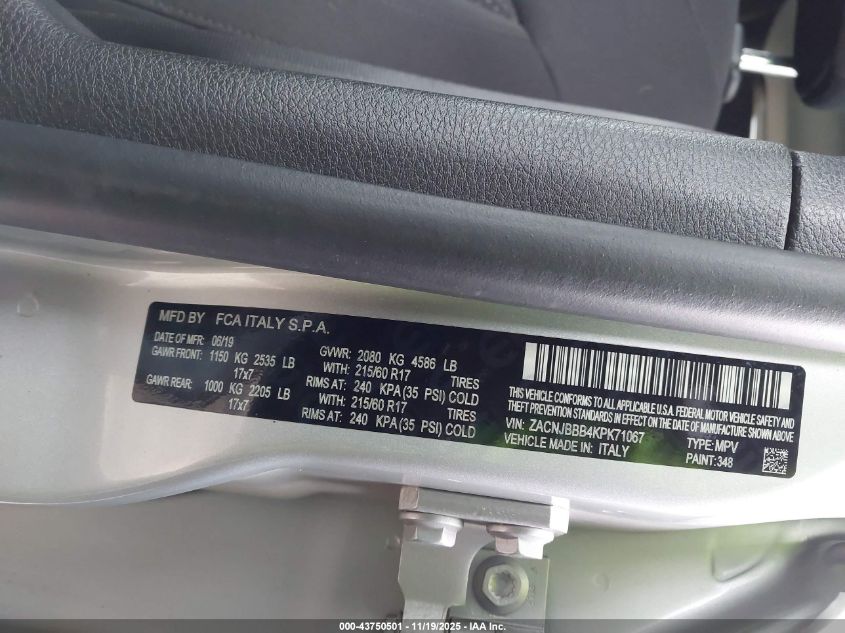 MFD BY FCA ITALY S.P.A.
DATE OF MFR: 06/19 GVWR: 2080 KG 4586 LB
GAWR FRONT: 1150 KG 2535 LB WITH: 215/60 R17 TIRES
17x7 RIMS AT: 240 KPA (35 PSI) COLD
GAWR REAR: 1000 KG 2205 LB WITH: 215/60 R17 TIRES
17x7 RIMS AT: 240 KPA(35 PSI) COLD
THIS VEHICLE CONFORMS TO ALL APPLICABLE U.S.A. FEDERAL MOTOR VEHICLE SAFETY AND
THEFT PREVENTION STANDARDS IN EFFECT ON THE DATE OF MANUFACTURE SHOWN ABOVE
VIN: ZACNJBBB4KPK71067 TYPE: MPV
VEHICLE MADE IN: ITALY PAINT: 348
000-43750501 - 11/19/2025 - IAA Inc.